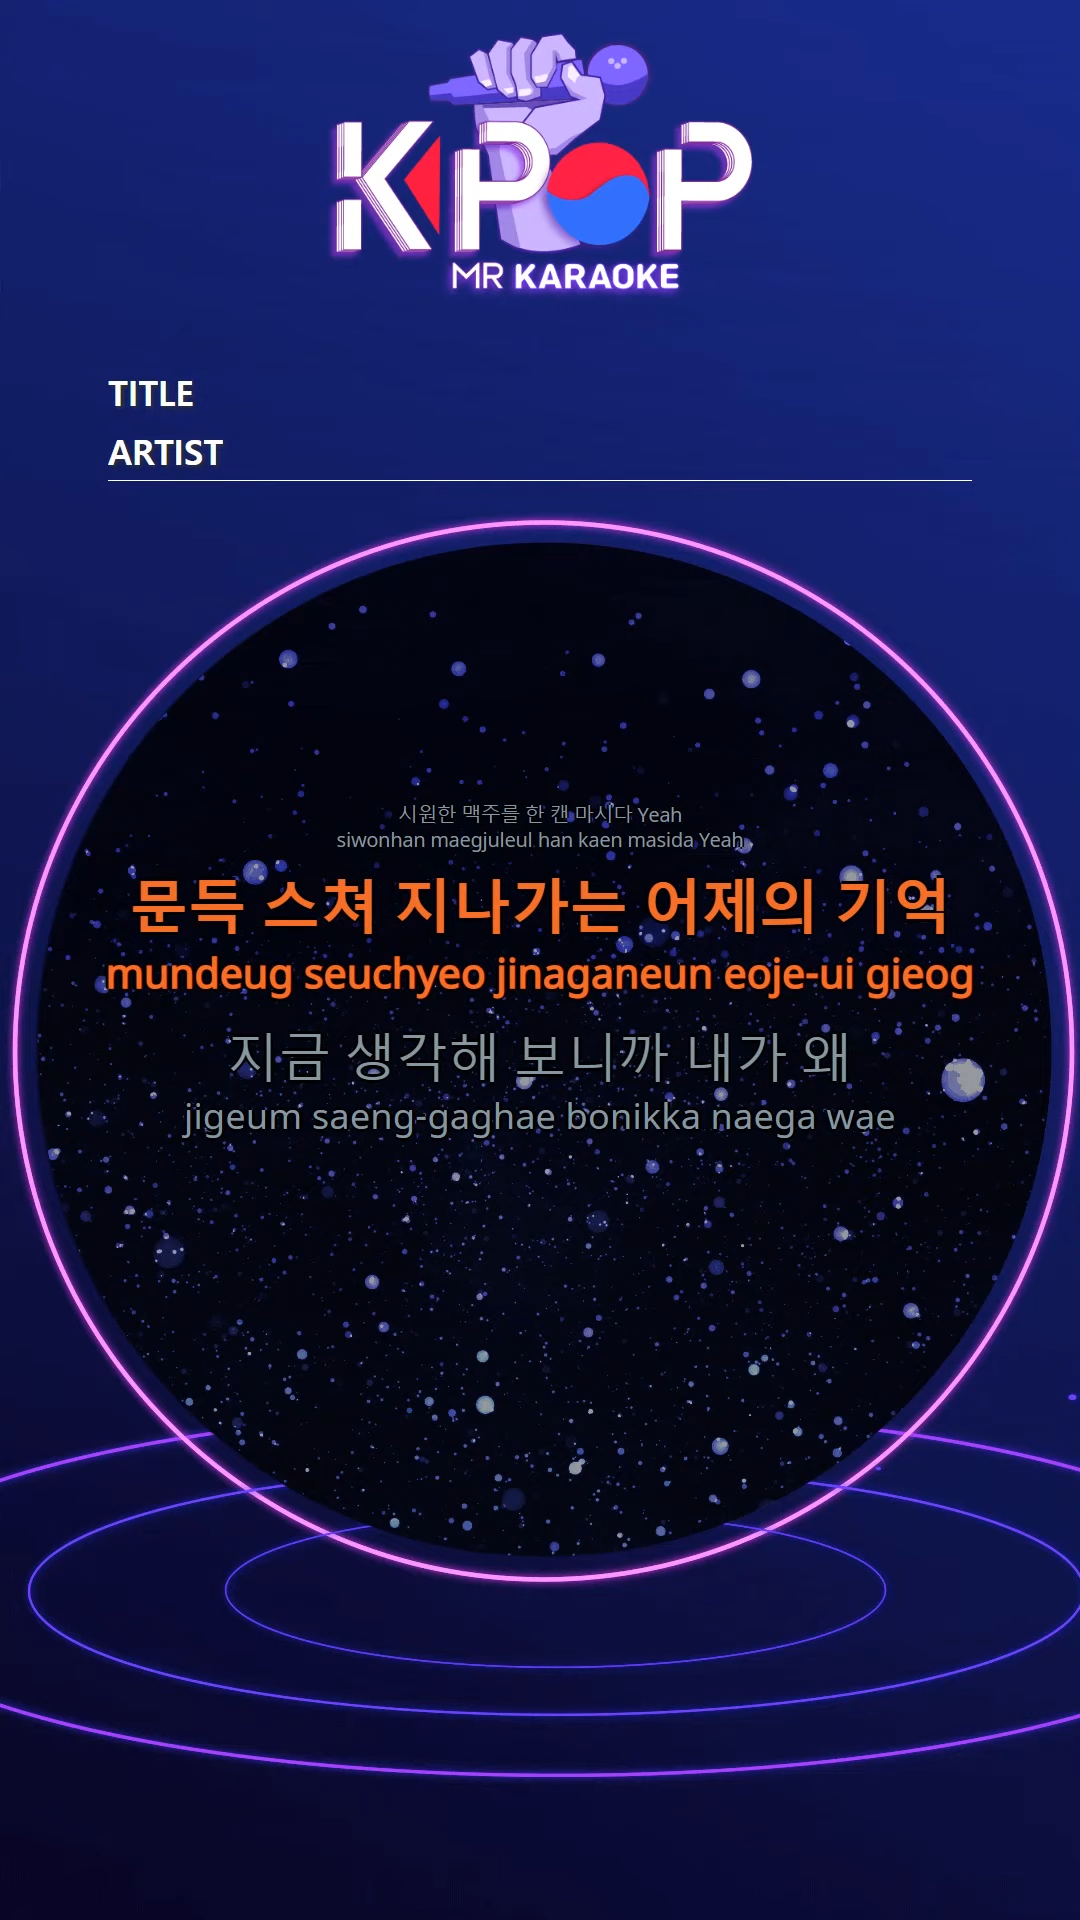 KPOP
MR KARAOKE
TITLE
ARTIST
시원한 맥주를 한 캔 마시다 Yeah
siwonhan maegjuleul han kaen masida Yeah
문득 스쳐 지나가는 어제의 기억
mundeug seuchyeo jinaganeun eoje-ui gieog
지금 생각해 보니까 내가 왜
jigeum saeng-gaghae bonikka naega wae